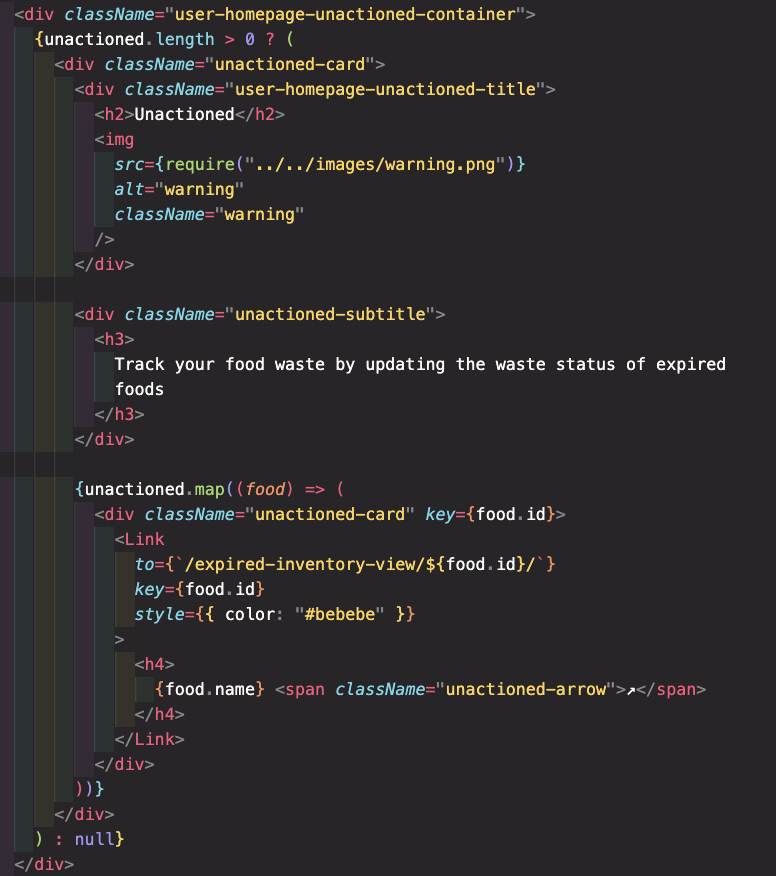 <div className="user-homepage-unactioned-container">
{unactioned.length > 0 ? (
<div className="unactioned-card">
<div className="user-homepage-unactioned-title">
<h2>Unactioned</h2>
<img
src={require("../../images/warning.png")}
alt="warning"
className="warning"
/>
</div>
<div className="unactioned-subtitle">
<h3>
Track your food waste by updating the waste status of expired
foods
</h3>
</div>
{unactioned.map((food) => (
<div className="unactioned-card" key={food.id}>
<Link
to={`/expired-inventory-view/${food.id}/`}
key={food.id}
style={{ color: "#bebebe" }}
>
<h4>
{food.name} <span className="unactioned-arrow">↗</span>
</h4>
</Link>
</div>
))}
</div>
) : null}
</div>